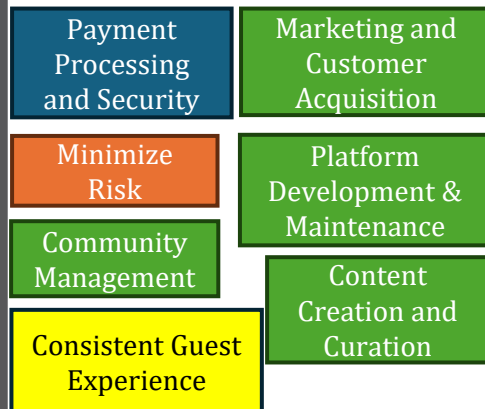 Payment
Processing
and Security
Marketing and
Customer
Acquisition
Minimize
Risk
Platform
Development &
Maintenance
Community
Management
Content
Creation and
Curation
Consistent Guest
Experience